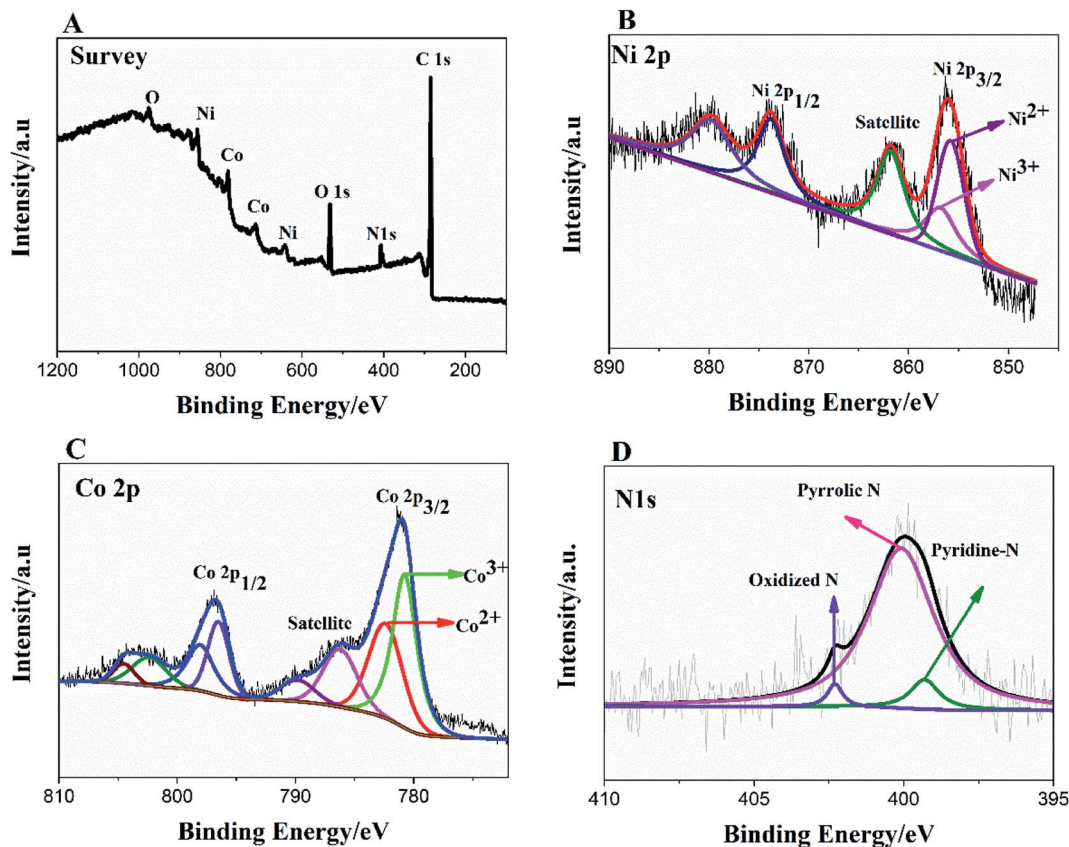 A
Survey
C 1s
O
Ni
Co
Co
Ni
O 1s
N1s
Intensity/a.u
1200 1000 800 600 400 200
Binding Energy/eV
B
Ni 2p
Ni 2p1/2
Ni 2p3/2
Satellite
Ni2+
Ni3+
Intensity/a.u
890 880 870 860 850
Binding Energy/eV
C
Co 2p
Co 2p3/2
Co 2p1/2
Satellite
Co3+
Co2+
Intensity/a.u
810 800 790 780
Binding Energy/eV
D
N1s
Pyrrolic N
Pyridine-N
Oxidized N
Intensity/a.u.
410 405 400 395
Binding Energy/eV